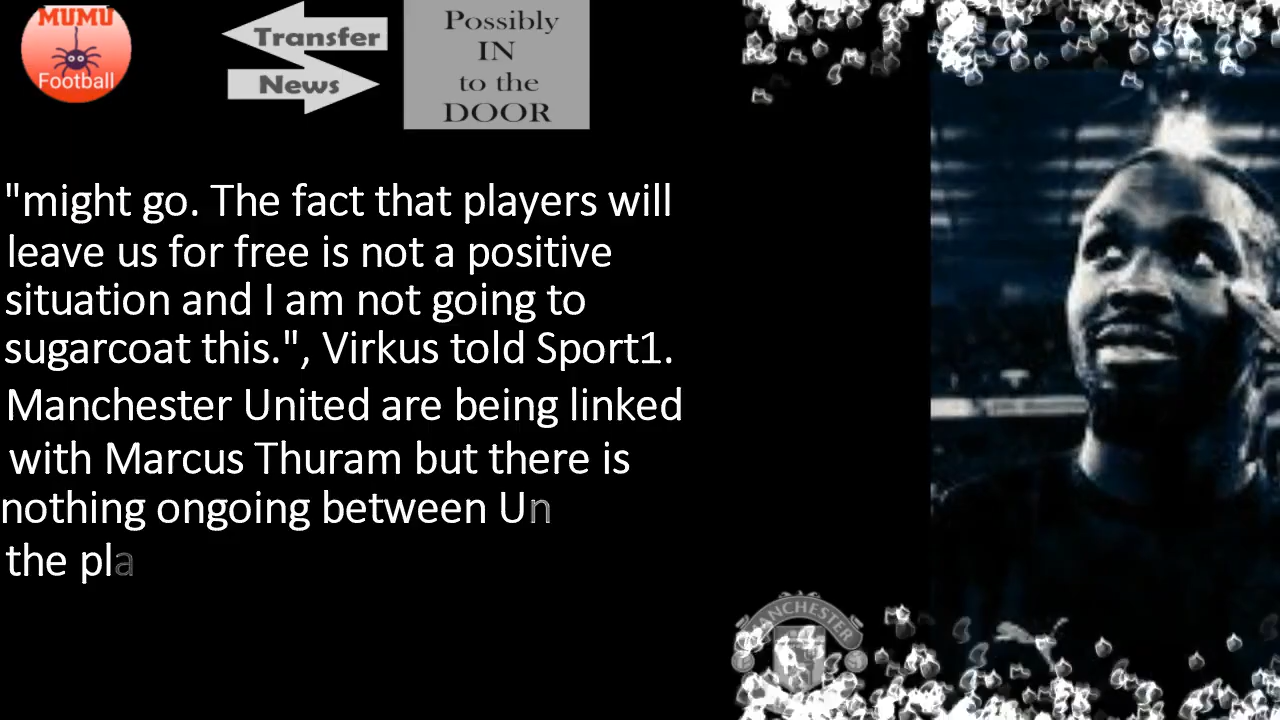 MUMU
Football
Transfer
News
Possibly
IN
to the
DOOR
"might go. The fact that players will
leave us for free is not a positive
situation and I am not going to
sugarcoat this.", Virkus told Sport1.
Manchester United are being linked
with Marcus Thuram but there is
nothing ongoing between Un
the pla
MANCHESTER